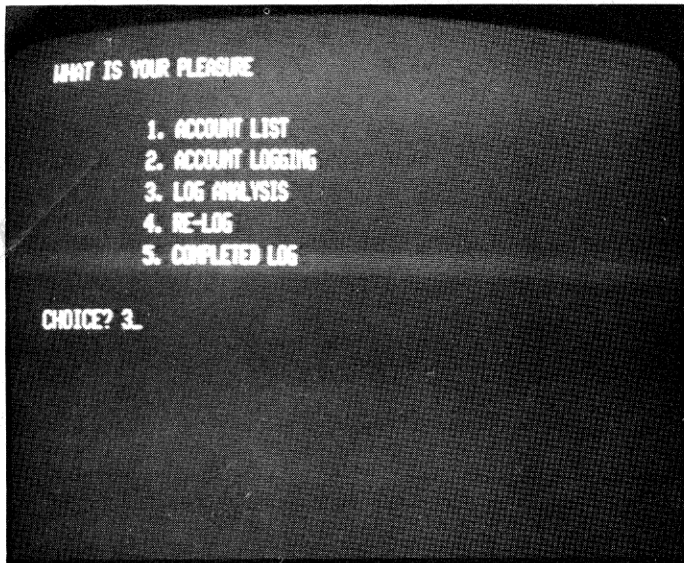 WHAT IS YOUR PLEASURE
1. ACCOUNT LIST
2. ACCOUNT LOGGING
3. LOG ANALYSIS
4. RE-LOG
5. COMPLETED LOG
CHOICE? 3_